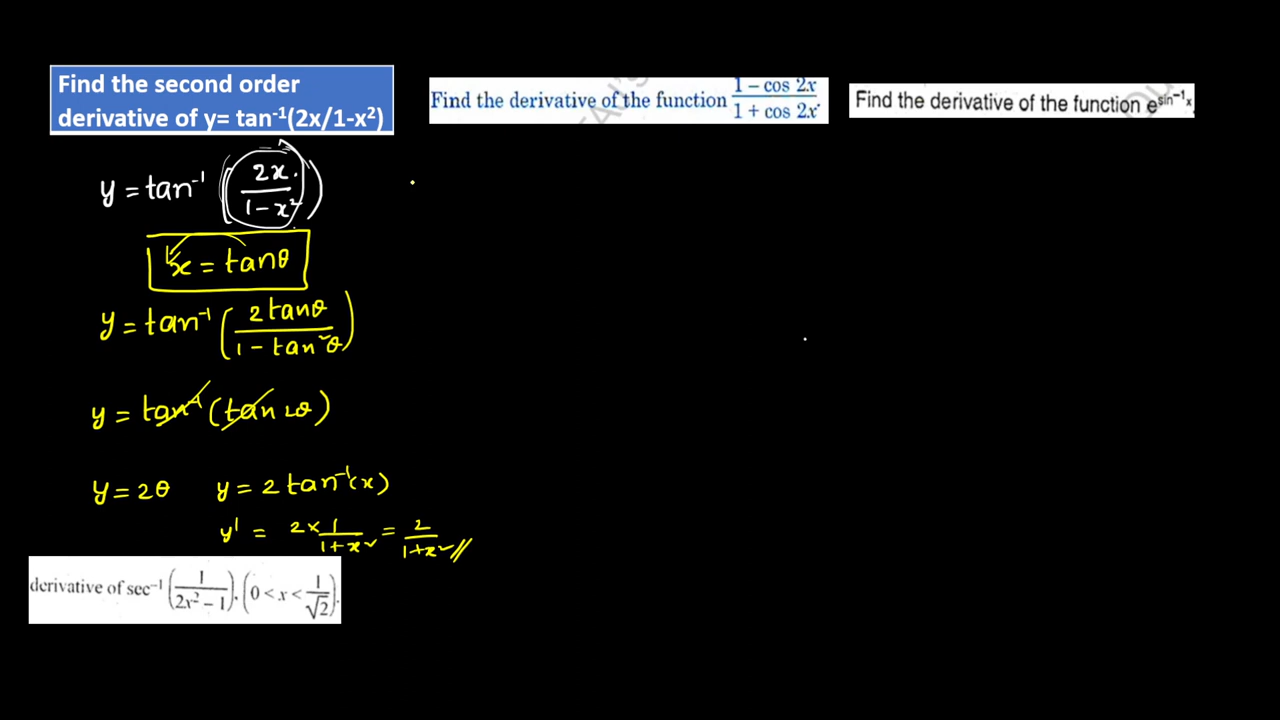 Find the second order
derivative of y= tan⁻¹(2x/1-x²)
y = tan⁻¹ (2x/1-x²)
x = tanθ
y = tan⁻¹ (2tanθ/1-tan²θ)
y = tan⁻¹ (tan 2θ)
y = 2θ y = 2 tan⁻¹(x)
y' = 2x 1/1+x² = 2/1+x² //
derivative of sec⁻¹ (1/2x²-1), (0 < x < 1/√2).
Find the derivative of the function 1-cos 2x/1+cos 2x.
Find the derivative of the function e^sin⁻¹x